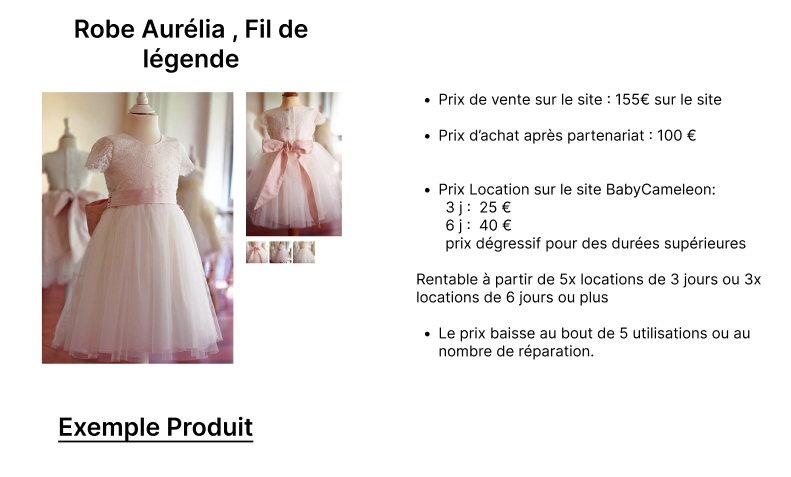 Robe Aurélia , Fil de
légende
• Prix de vente sur le site : 155€ sur le site
• Prix d’achat après partenariat : 100 €
• Prix Location sur le site BabyCameleon:
3 j : 25 €
6 j : 40 €
prix dégressif pour des durées supérieures
Rentable à partir de 5x locations de 3 jours ou 3x
locations de 6 jours ou plus
• Le prix baisse au bout de 5 utilisations ou au
nombre de réparation.
Exemple Produit